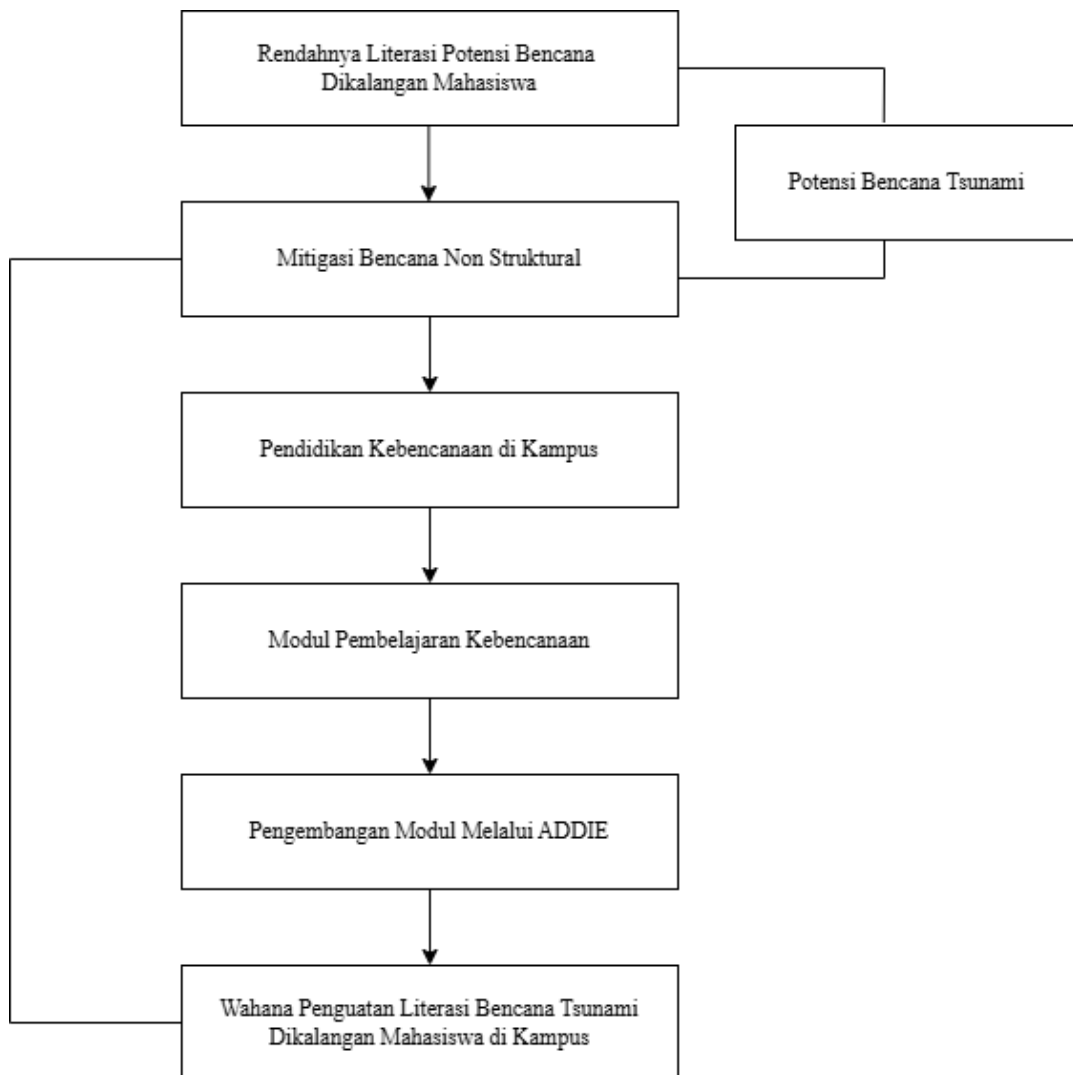 Rendahnya Literasi Potensi Bencana
Dikalangan Mahasiswa
Potensi Bencana Tsunami
Mitigasi Bencana Non Struktural
Pendidikan Kebencanaan di Kampus
Modul Pembelajaran Kebencanaan
Pengembangan Modul Melalui ADDIE
Wahana Penguatan Literasi Bencana Tsunami
Dikalangan Mahasiswa di Kampus